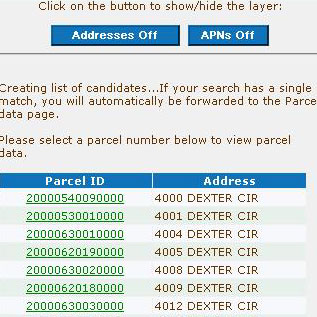 Click on the button to show/hide the layer:
Addresses Off APNs Off
Creating list of candidates...If your search has a single
match, you will automatically be forwarded to the Parce
data page.
Please select a parcel number below to view parcel
data.
Parcel ID Address
20000540090000 4000 DEXTER CIR
20000530010000 4001 DEXTER CIR
20000630010000 4004 DEXTER CIR
20000620190000 4005 DEXTER CIR
20000630020000 4008 DEXTER CIR
20000620180000 4009 DEXTER CIR
20000630030000 4012 DEXTER CIR